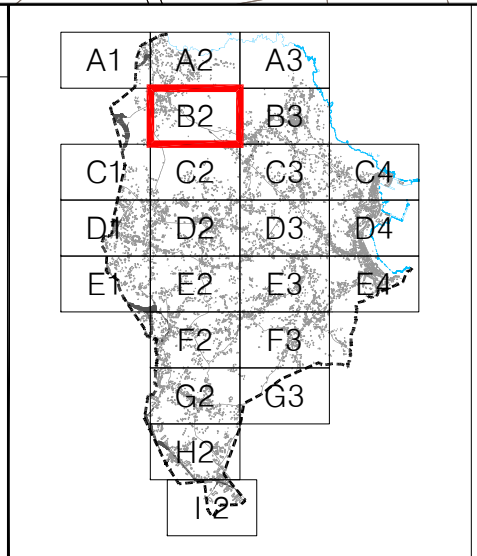 A1 A2 A3
B2 B3
C1 C2 C3 C4
D1 D2 D3 D4
E1 E2 E3 E4
F2 F3
G2 G3
H2
I 2